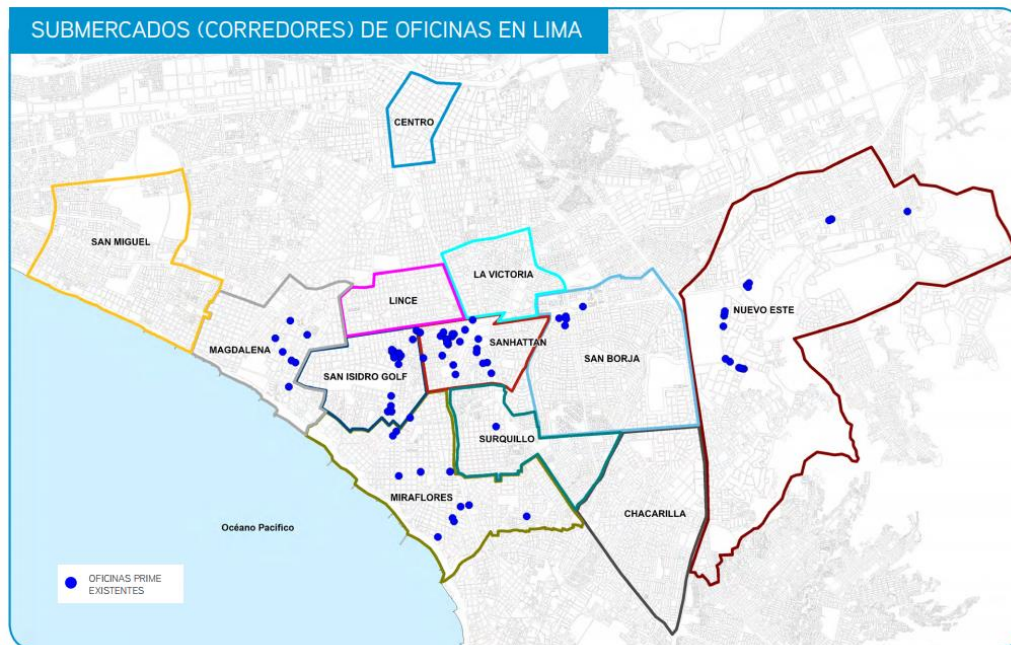 SUBMERCADOS (CORREDORES) DE OFICINAS EN LIMA
CENTRO
SAN MIGUEL
LA VICTORIA
LINCE
NUEVO ESTE
MAGDALENA
SANHATTAN
SAN BORJA
SAN ISIDRO GOLF
SURQUILLO
MIRAFLORES
CHACARILLA
Océano Pacífico
OFICINAS PRIME
EXISTENTES